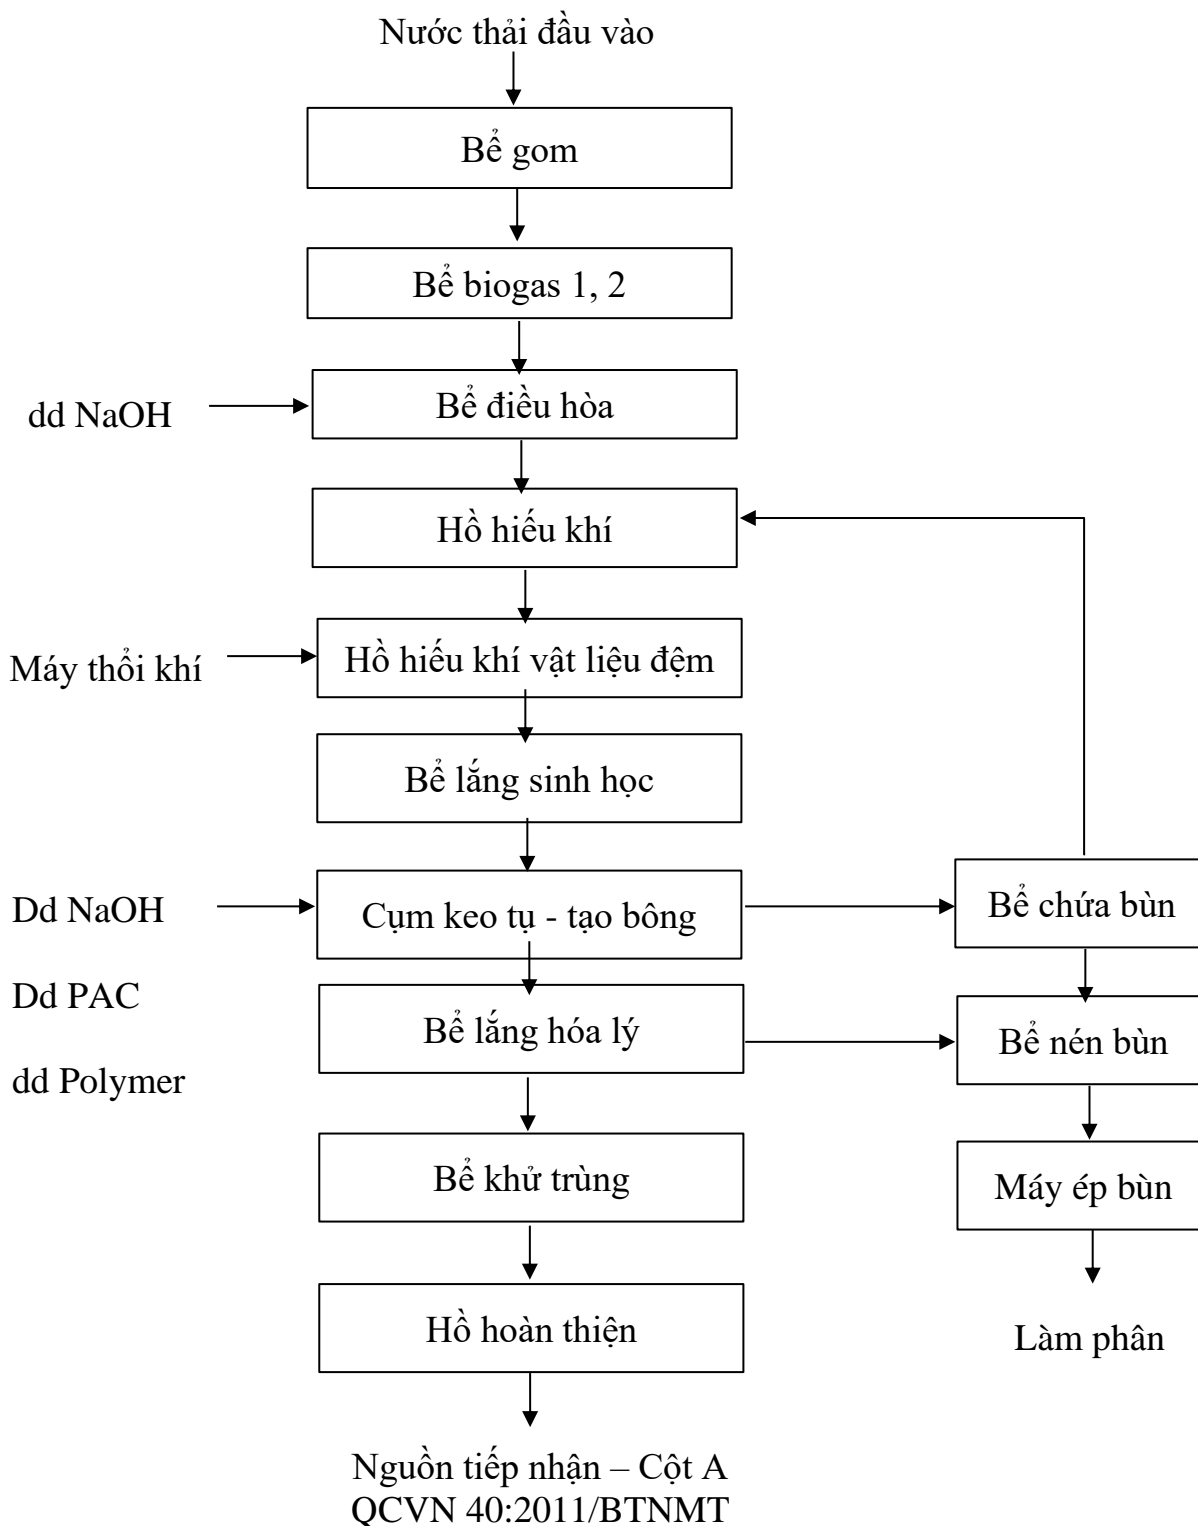 Nước thải đầu vào
Bể gom
Bể biogas 1, 2
Bể điều hòa
dd NaOH
Hồ hiếu khí
Hồ hiếu khí vật liệu đệm
Máy thổi khí
Bể lắng sinh học
Dd NaOH
Cụm keo tụ - tạo bông
Bể chứa bùn
Dd PAC
Bể lắng hóa lý
Bể nén bùn
dd Polymer
Bể khử trùng
Máy ép bùn
Hồ hoàn thiện
Làm phân
Nguồn tiếp nhận – Cột A
QCVN 40:2011/BTNMT